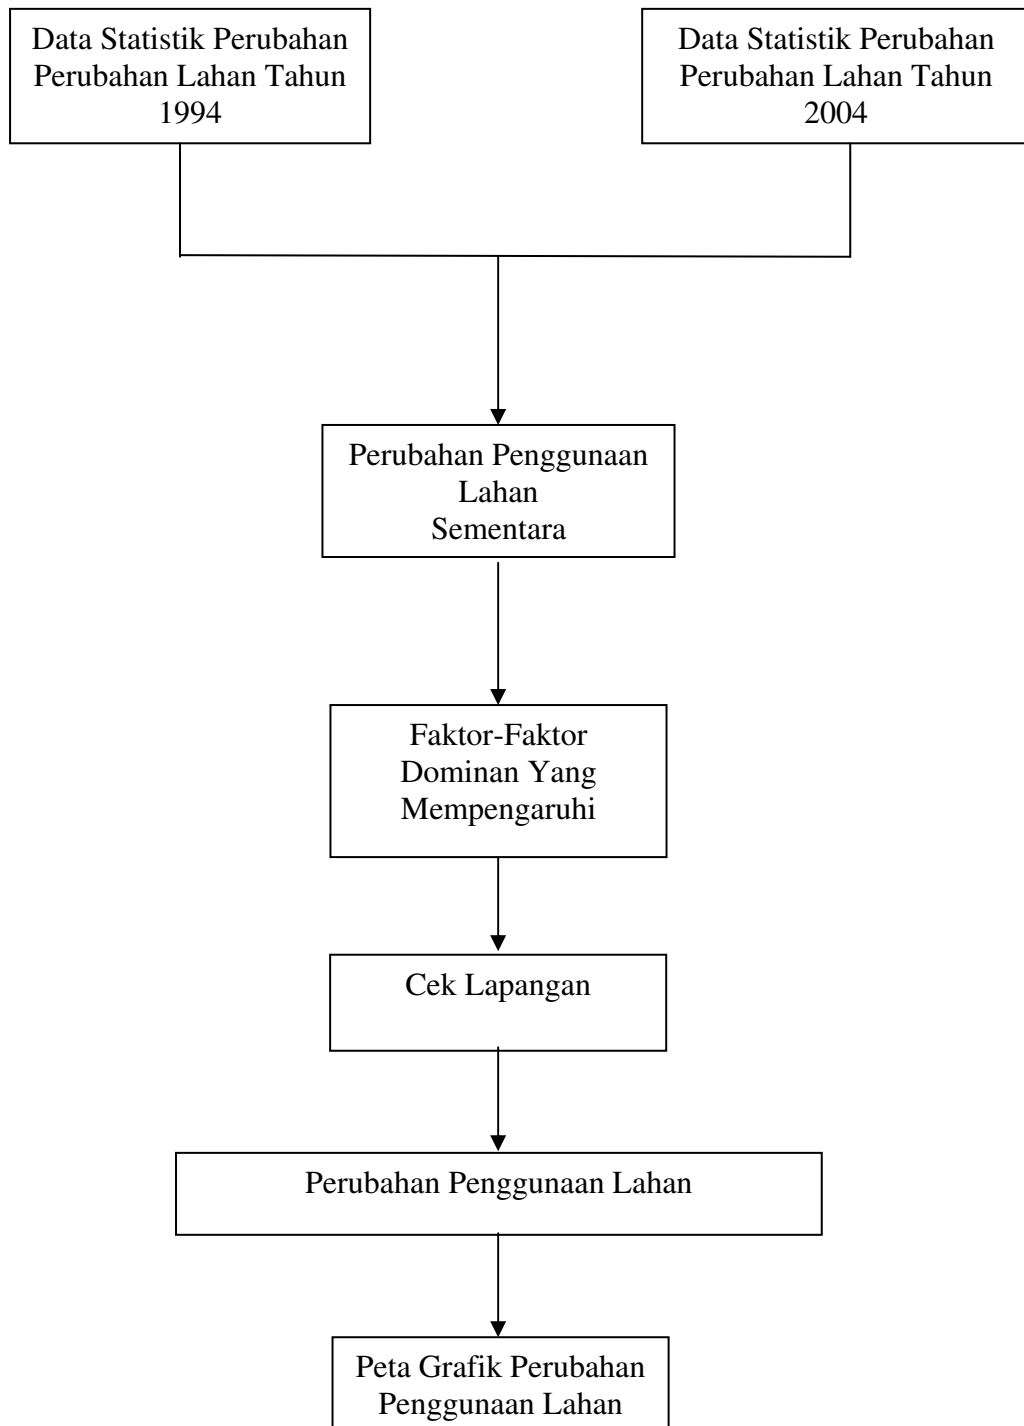 Data Statistik Perubahan
Perubahan Lahan Tahun
1994
Data Statistik Perubahan
Perubahan Lahan Tahun
2004
Perubahan Penggunaan
Lahan
Sementara
Faktor-Faktor
Dominan Yang
Mempengaruhi
Cek Lapangan
Perubahan Penggunaan Lahan
Peta Grafik Perubahan
Penggunaan Lahan